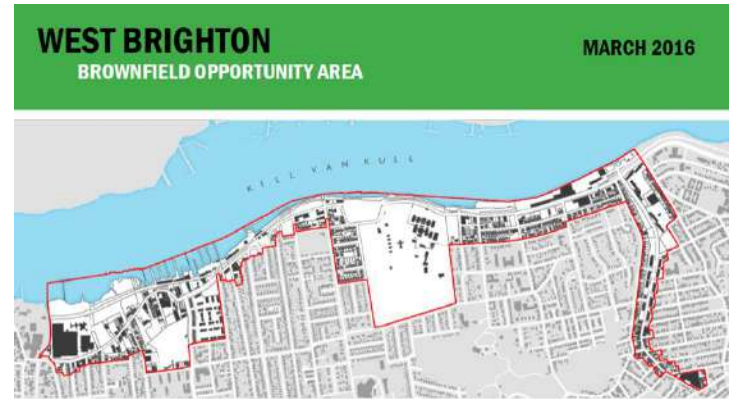 WEST BRIGHTON
MARCH 2016
BROWNFIELD OPPORTUNITY AREA
KILL VAN KULL